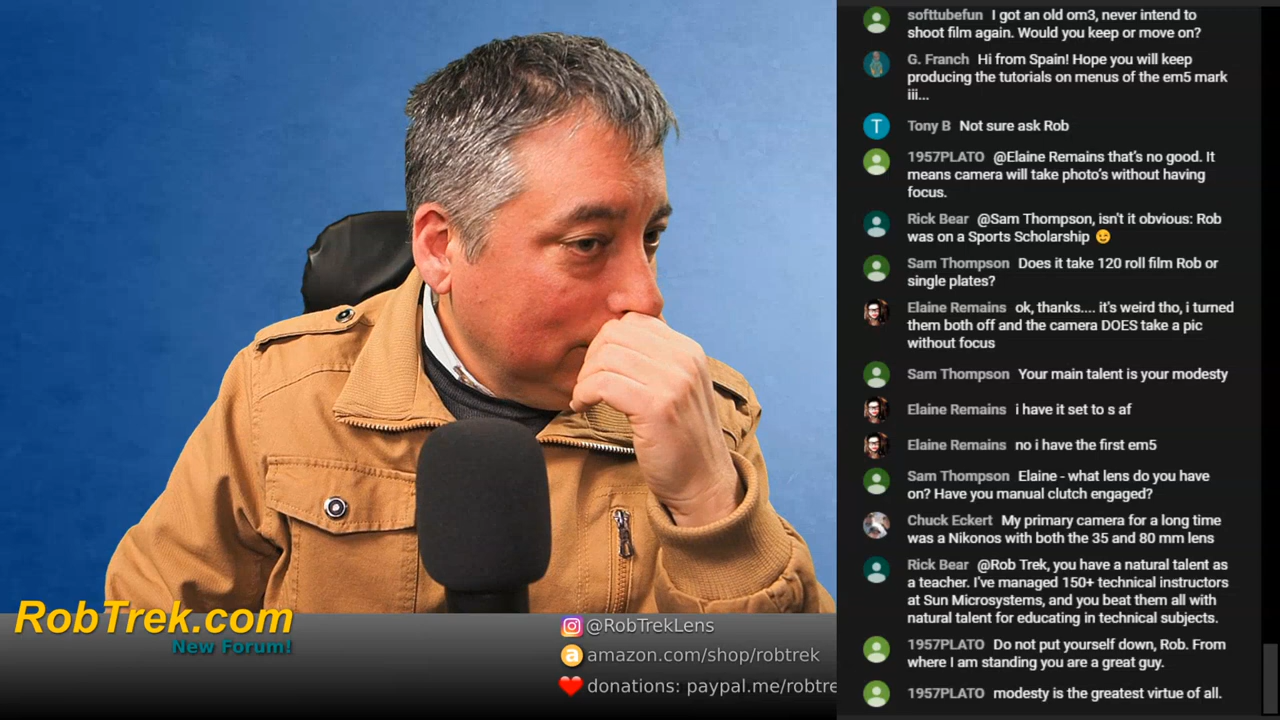 RobTrek.com
New Forum!
@RobTrekLens
a amazon.com/shop/robtrek
donations: paypal.me/robtre
softtubefun I got an old om3, never intend to
shoot film again. Would you keep or move on?
G. Franch Hi from Spain! Hope you will keep
producing the tutorials on menus of the em5 mark
iii...
T Tony B Not sure ask Rob
1957PLATO @Elaine Remains that's no good. It
means camera will take photo's without having
focus.
Rick Bear @Sam Thompson, isn't it obvious: Rob
was on a Sports Scholarship 😉
Sam Thompson Does it take 120 roll film Rob or
single plates?
Elaine Remains ok, thanks.... it's weird tho, i turned
them both off and the camera DOES take a pic
without focus
Sam Thompson Your main talent is your modesty
Elaine Remains i have it set to s af
Elaine Remains no i have the first em5
Sam Thompson Elaine - what lens do you have
on? Have you manual clutch engaged?
Chuck Eckert My primary camera for a long time
was a Nikonos with both the 35 and 80 mm lens
Rick Bear @Rob Trek, you have a natural talent as
a teacher. I've managed 150+ technical instructors
at Sun Microsystems, and you beat them all with
natural talent for educating in technical subjects.
1957PLATO Do not put yourself down, Rob. From
where I am standing you are a great guy.
1957PLATO modesty is the greatest virtue of all.